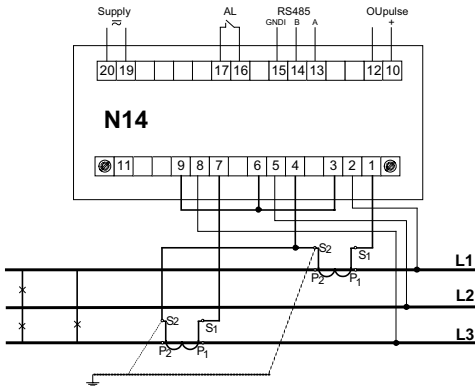 Supply AL RS485 OUpulse
GNDI B A +
20 19 17 16 15 14 13 12 10
N14
11 9 8 7 6 5 4 3 2 1
S2 S1
L1
P2 P1
L2
S2 S1
L3
P2 P1